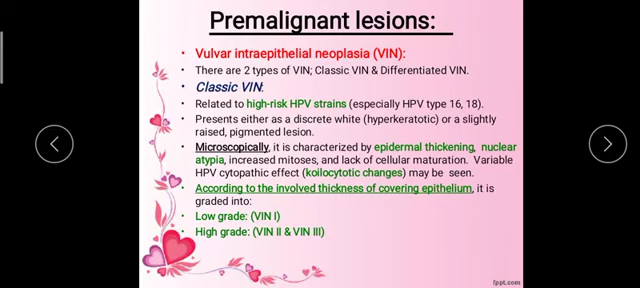 Premalignant lesions:
• Vulvar intraepithelial neoplasia (VIN):
• There are 2 types of VIN; Classic VIN & Differentiated VIN.
• Classic VIN:
• Related to high-risk HPV strains (especially HPV type 16, 18).
• Presents either as a discrete white (hyperkeratotic) or a slightly
raised, pigmented lesion.
• Microscopically, it is characterized by epidermal thickening, nuclear
atypia, increased mitoses, and lack of cellular maturation. Variable
HPV cytopathic effect (koilocytotic changes) may be seen.
• According to the involved thickness of covering epithelium, it is
graded into:
• Low grade: (VIN I)
• High grade: (VIN II & VIN III)
fppt.com